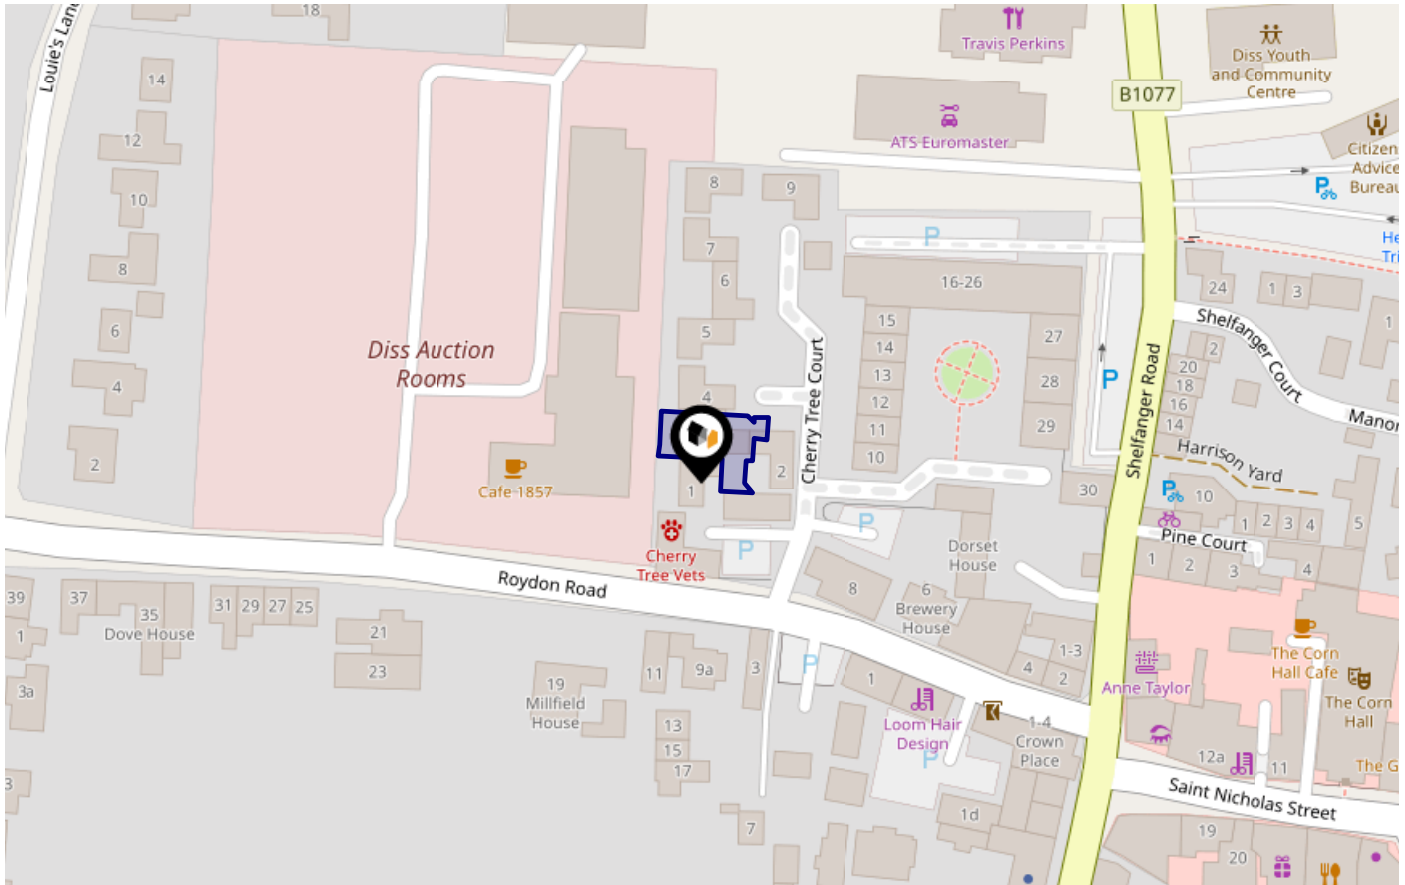 Louie's Lane
18
Travis Perkins
Diss Youth
and Community
Centre
B1077
14
12
10
8
6
4
2
ATS Euromaster
Citizen
Advice
Bureau
He
Tri
8
9
7
6
5
4
P
16-26
15
14
13
12
11
10
27
28
29
P
24
1
3
1
Shelfanger Court
2
20
18
16
14
Manor
Diss Auction
Rooms
Cherry Tree Court
Shelfanger Road
Harrison Yard
2
1
Cafe 1857
30
10
P
1
2
3
4
5
Pine Court
1
2
3
4
P
P
Cherry
Tree Vets
Dorset
House
Roydon Road
8
6
Brewery
House
39
37
35
Dove House
31
29
27
25
21
23
1
3a
3
11
9a
3
P
19
Millfield
House
13
15
17
7
1
Loom Hair
Design
P
1-3
4
2
1-4
Crown
Place
1d
Anne Taylor
The Corn
Hall Cafe
The Corn
Hall
12a
11
The G
Saint Nicholas Street
19
20